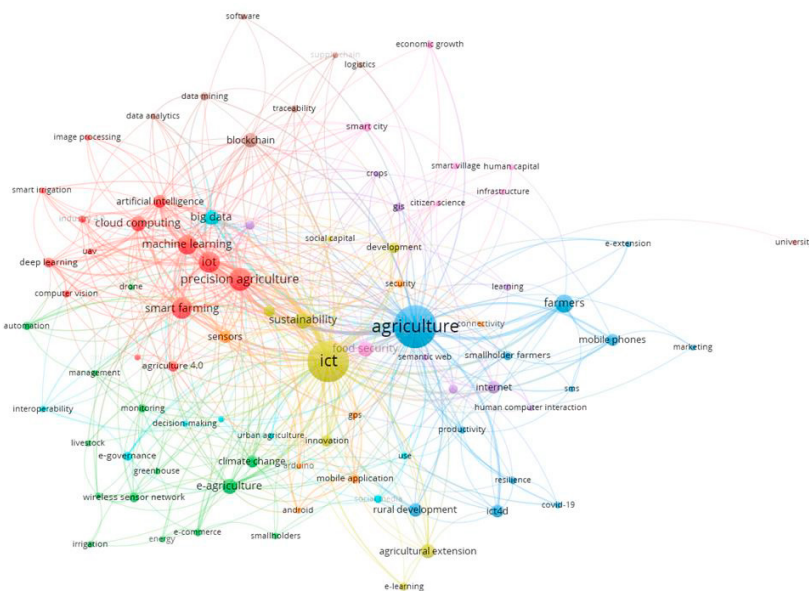 software
economic growth
supply chain
logistics
data mining
traceability
data analytics
smart city
image processing
blockchain
smart village
human capital
crops
smart irrigation
infrastructure
artificial intelligence
citizen science
gis
big data
cloud computing
social capital
machine learning
development
e-extension
uav
iot
deep learning
precision agriculture
security
learning
drone
computer vision
farmers
smart farming
sustainability
agriculture
connectivity
automation
sensors
mobile phones
food security
marketing
semantic web
smallholder farmers
ict
agriculture 4.0
management
internet
sms
interoperability
monitoring
human computer interaction
gps
decision-making
productivity
urban agriculture
innovation
livestock
e-governance
climate change
use
arduino
greenhouse
mobile application
resilience
e-agriculture
wireless sensor network
social media
covid-19
android
rural development
ict4d
e-commerce
smallholders
energy
irrigation
agricultural extension
e-learning